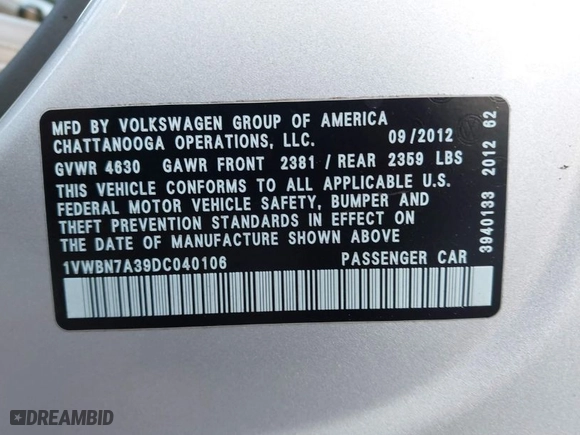 MFD BY VOLKSWAGEN GROUP OF AMERICA
CHATTANOOGA OPERATIONS, LLC. 09/2012
GVWR 4630 GAWR FRONT 2381 / REAR 2359 LBS
THIS VEHICLE CONFORMS TO ALL APPLICABLE U.S.
FEDERAL MOTOR VEHICLE SAFETY, BUMPER AND
THEFT PREVENTION STANDARDS IN EFFECT ON
THE DATE OF MANUFACTURE SHOWN ABOVE
1VWBN7A39DC040106 PASSENGER CAR
3940133 2012 62
DREAMBID